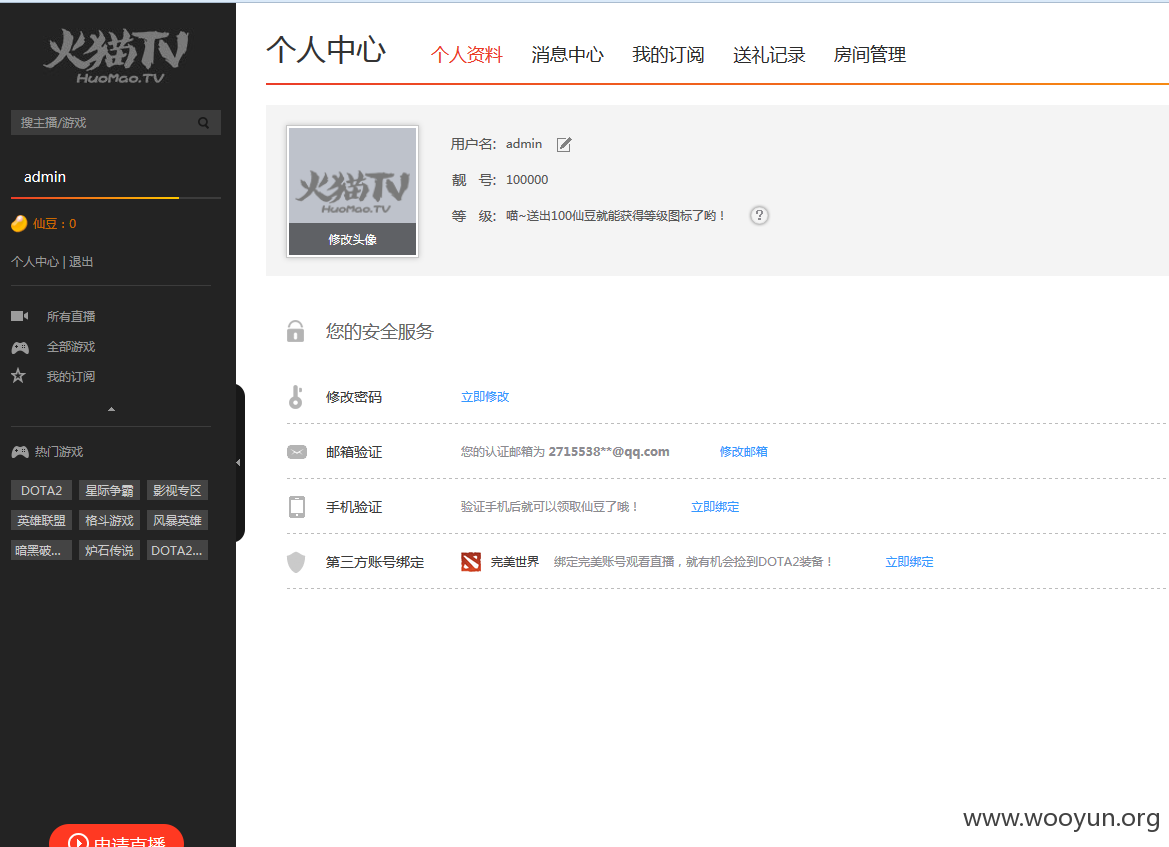 火猫TV
HuoMao.TV
搜主播/游戏
admin
仙豆：0
个人中心 | 退出
所有直播
全部游戏
我的订阅
热门游戏
DOTA2 星际争霸 影视专区
英雄联盟 格斗游戏 风暴英雄
暗黑破... 炉石传说 DOTA2...
申请直播
个人中心 个人资料 消息中心 我的订阅 送礼记录 房间管理
火猫TV
HuoMao.TV
修改头像
用户名: admin
靓 号: 100000
等 级: 喵~送出100仙豆就能获得等级图标了哟！ ?
您的安全服务
修改密码 立即修改
邮箱验证 您的认证邮箱为 2715538**@qq.com 修改邮箱
手机验证 验证手机后就可以领取仙豆了哦！ 立即绑定
第三方账号绑定 完美世界 绑定完美账号观看直播，就有机会捡到DOTA2装备！ 立即绑定
www.wooyun.org